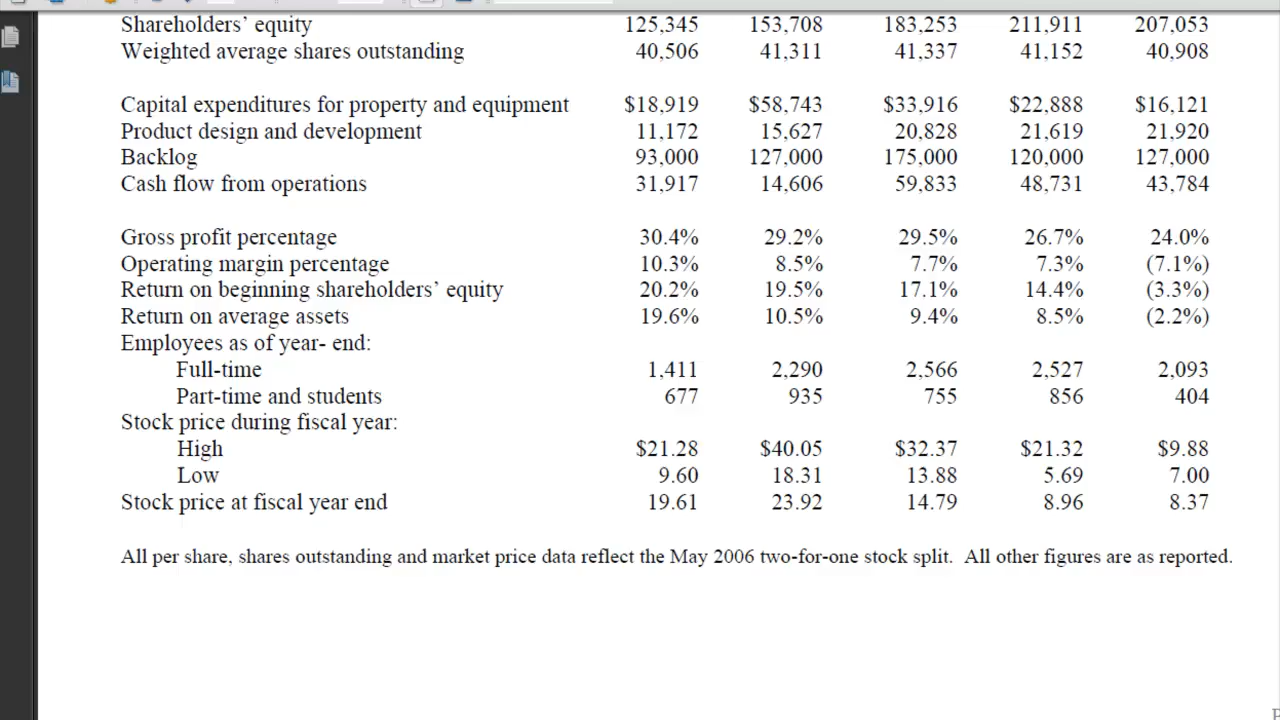 Shareholders' equity 125,345 153,708 183,253 211,911 207,053
Weighted average shares outstanding 40,506 41,311 41,337 41,152 40,908
Capital expenditures for property and equipment $18,919 $58,743 $33,916 $22,888 $16,121
Product design and development 11,172 15,627 20,828 21,619 21,920
Backlog 93,000 127,000 175,000 120,000 127,000
Cash flow from operations 31,917 14,606 59,833 48,731 43,784
Gross profit percentage 30.4% 29.2% 29.5% 26.7% 24.0%
Operating margin percentage 10.3% 8.5% 7.7% 7.3% (7.1%)
Return on beginning shareholders' equity 20.2% 19.5% 17.1% 14.4% (3.3%)
Return on average assets 19.6% 10.5% 9.4% 8.5% (2.2%)
Employees as of year- end:
Full-time 1,411 2,290 2,566 2,527 2,093
Part-time and students 677 935 755 856 404
Stock price during fiscal year:
High $21.28 $40.05 $32.37 $21.32 $9.88
Low 9.60 18.31 13.88 5.69 7.00
Stock price at fiscal year end 19.61 23.92 14.79 8.96 8.37
All per share, shares outstanding and market price data reflect the May 2006 two-for-one stock split.  All other figures are as reported.